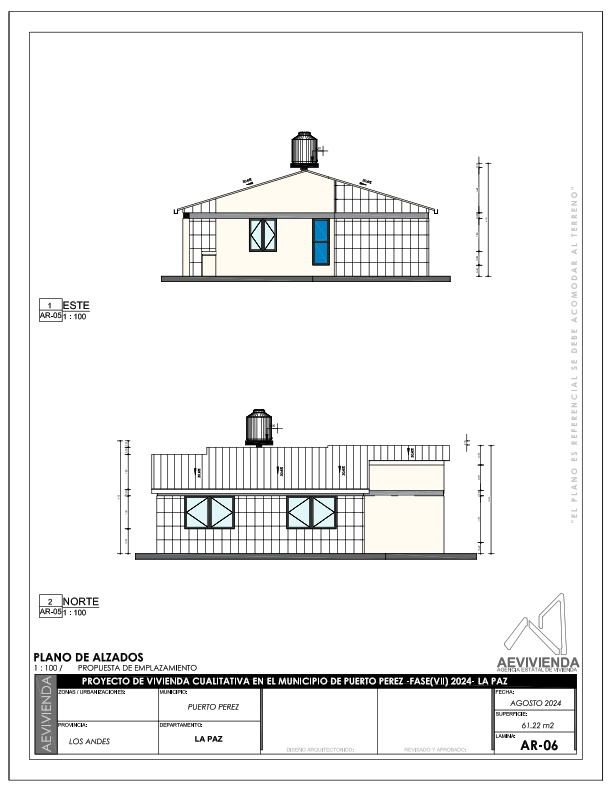 1 ESTE
AR-05 1 : 100
"EL PLANO ES REFERENCIAL SE DEBE ACOMODAR AL TERRENO"
2 NORTE
AR-05 1 : 100
PLANO DE ALZADOS
1 : 100 / PROPUESTA DE EMPLAZAMIENTO
AEVIVIENDA
AGENCIA ESTATAL DE VIVIENDA
AEVIVIENDA
PROYECTO DE VIVIENDA CUALITATIVA EN EL MUNICIPIO DE PUERTO PEREZ -FASE(VII) 2024- LA PAZ
ZONAS / URBANIZACIONES:
MUNICIPIO:
PUERTO PEREZ
FECHA:
AGOSTO 2024
SUPERFICIE:
61.22 m2
PROVINCIA:
LOS ANDES
DEPARTAMENTO:
LA PAZ
DISEÑO ARQUITECTONICO:
REVISADO Y APROBADO:
LAMINA:
AR-06